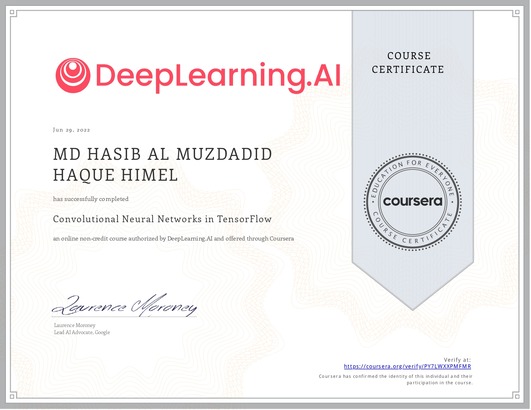 DeepLearning.AI
COURSE
CERTIFICATE
Jun 29, 2022
MD HASIB AL MUZDADID
HAQUE HIMEL
has successfully completed
Convolutional Neural Networks in TensorFlow
an online non-credit course authorized by DeepLearning.AI and offered through Coursera
EDUCATION FOR EVERYONE
coursera
COURSE CERTIFICATE
Laurence Moroney
Laurence Moroney
Lead AI Advocate, Google
Verify at:
https://coursera.org/verify/PY7LWXXPMFMR
Coursera has confirmed the identity of this individual and their
participation in the course.